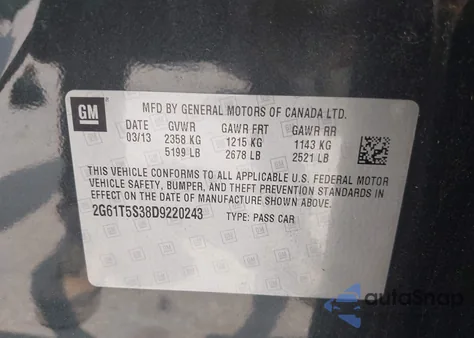 GM
MFD BY GENERAL MOTORS OF CANADA LTD.
DATE GVWR GAWR FRT GAWR RR
03/13 2358 KG 1215 KG 1143 KG
5199 LB 2678 LB 2521 LB
THIS VEHICLE CONFORMS TO ALL APPLICABLE U.S. FEDERAL MOTOR
VEHICLE SAFETY, BUMPER, AND THEFT PREVENTION STANDARDS IN
EFFECT ON THE DATE OF MANUFACTURE SHOWN ABOVE.
2G61T5S38D9220243 TYPE: PASS CAR
autoSnap